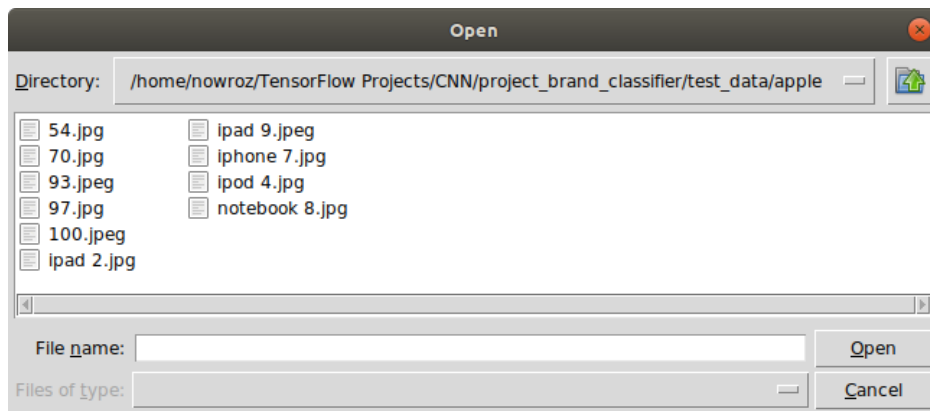 Open
Directory: /home/nowroz/TensorFlow Projects/CNN/project_brand_classifier/test_data/apple
54.jpg
70.jpg
93.jpeg
97.jpg
100.jpeg
ipad 2.jpg
ipad 9.jpeg
iphone 7.jpg
ipod 4.jpg
notebook 8.jpg
File name: Open
Files of type: Cancel